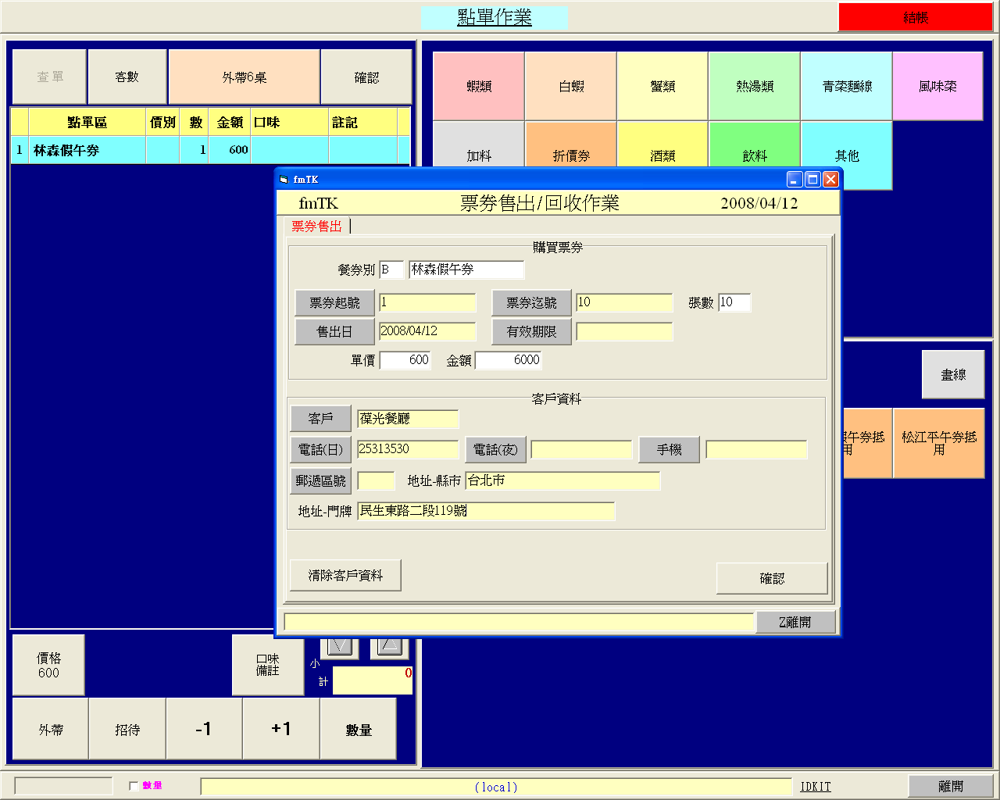 點單作業
結帳
查單 客數 外帶6桌 確認
點單區 價別 數 金額 口味 註記
1 林森假午券 1 600
蝦類 白蝦 蟹類 熱湯類 青菜麵線 風味菜
加料 折價券 酒類 飲料 其他
fmTK
fmTK 票券售出/回收作業 2008/04/12
票券售出
購買票券
餐券別 B 林森假午券
票券起號 1 票券迄號 10 張數 10
售出日 2008/04/12 有效期限
單價 600 金額 6000
客戶資料
客戶 葆光餐廳
電話(日) 25313530 電話(夜) 手機
郵遞區號 地址-縣市 台北市
地址-門牌 民生東路二段119號
清除客戶資料 確認
Z離開
畫線
午券抵
用
松江平午券抵
用
價格
600
口味
備註
小
計
0
外帶 招待 -1 +1 數量
數量 (local) IDKIT 離開